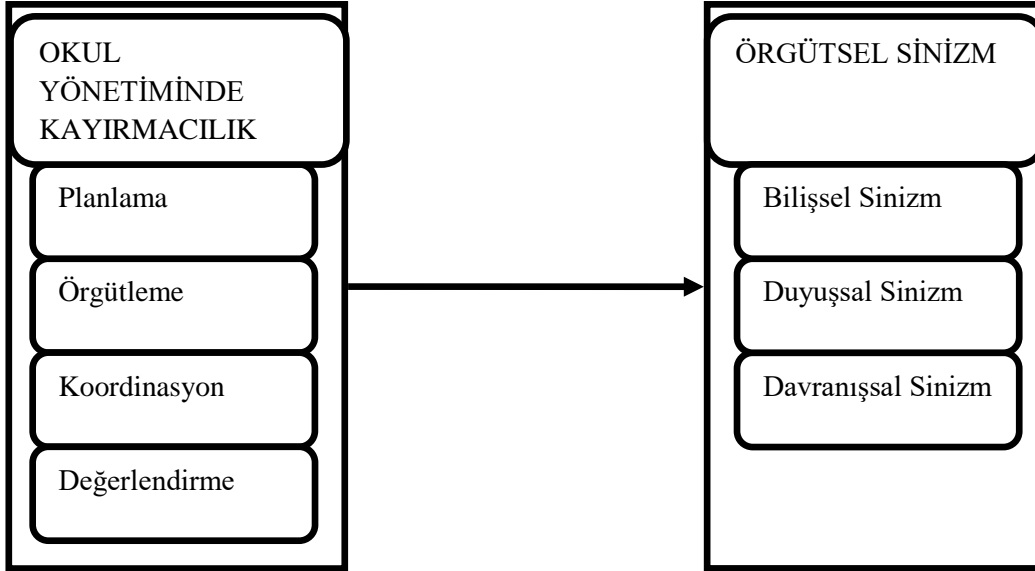 OKUL
YÖNETİMİNDE
KAYIRMACILIK
Planlama
Örgütleme
Koordinasyon
Değerlendirme
ÖRGÜTSEL SİNİZM
Bilişsel Sinizm
Duyuşsal Sinizm
Davranışsal Sinizm